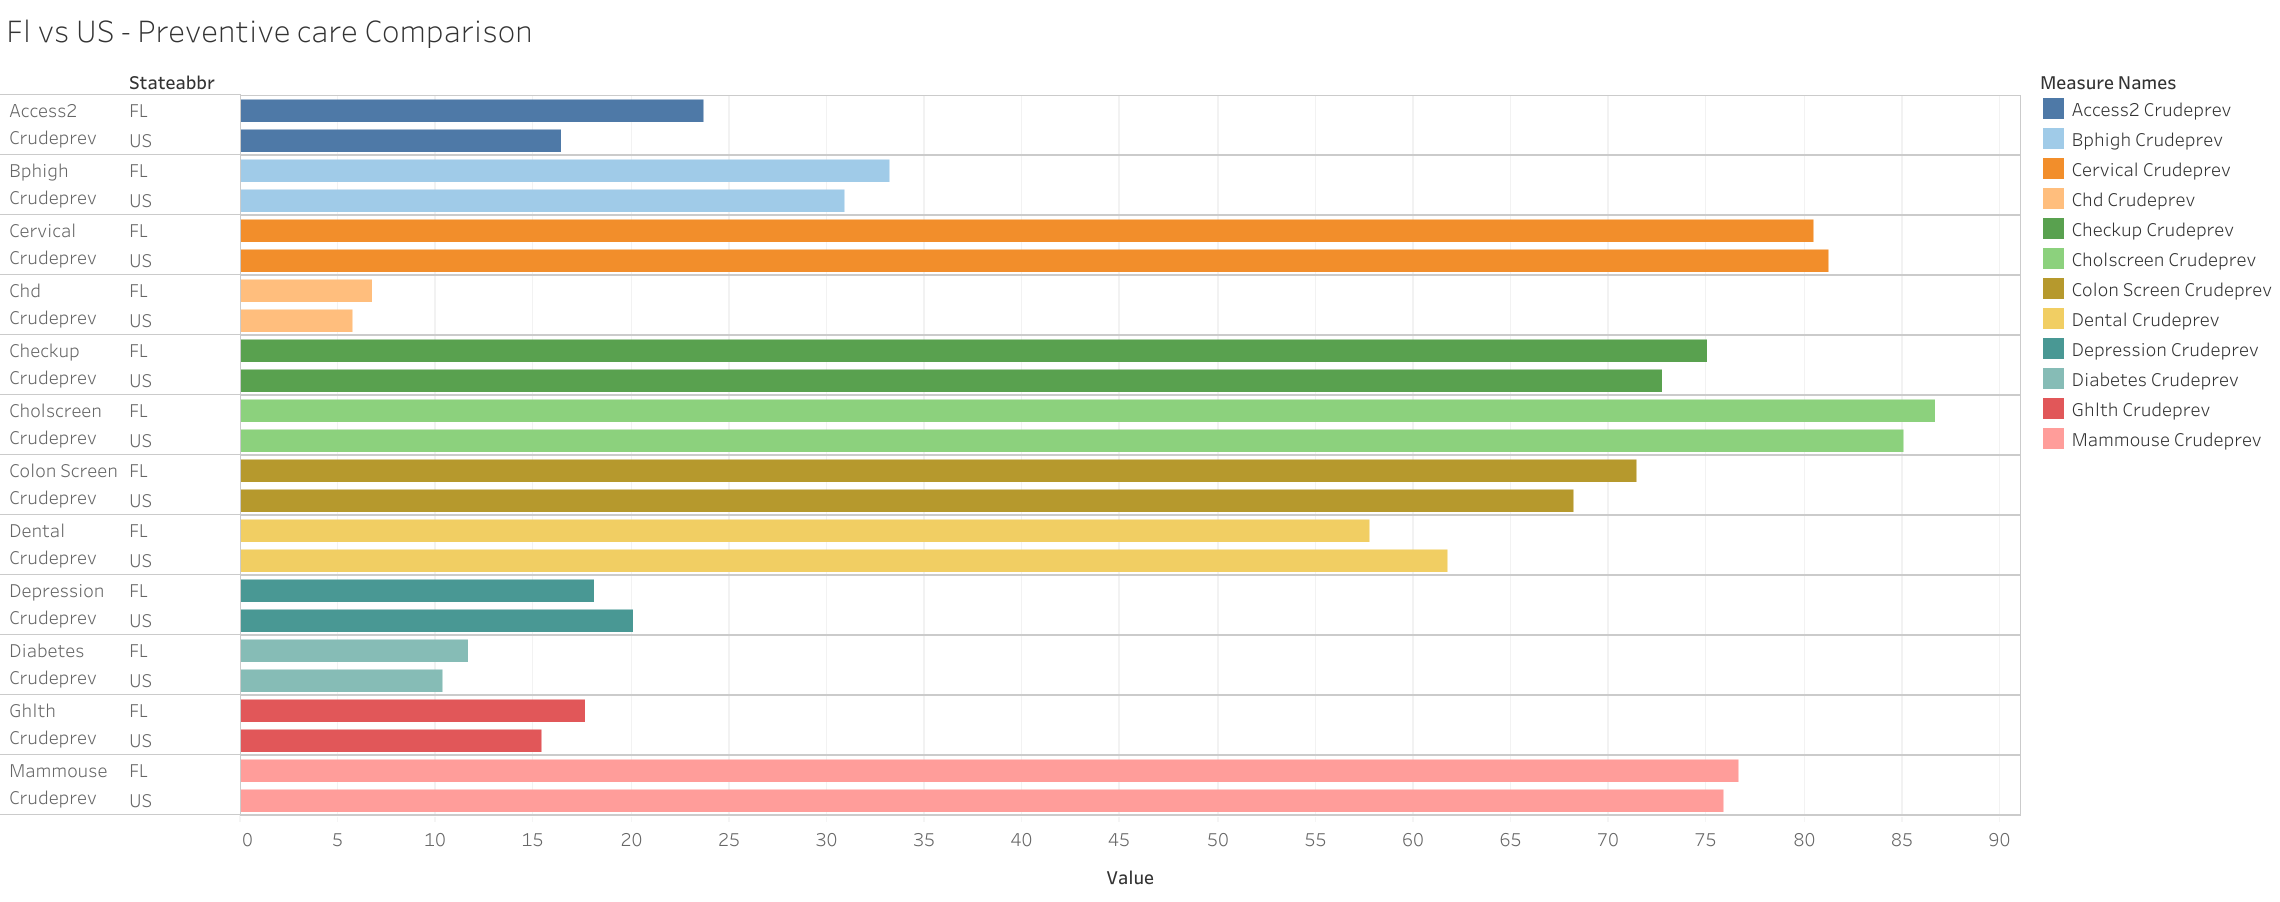 Fl vs US - Preventive care Comparison
Stateabbr
Access2 Crudeprev
FL
US
Bphigh Crudeprev
FL
US
Cervical Crudeprev
FL
US
Chd Crudeprev
FL
US
Checkup Crudeprev
FL
US
Cholscreen Crudeprev
FL
US
Colon Screen Crudeprev
FL
US
Dental Crudeprev
FL
US
Depression Crudeprev
FL
US
Diabetes Crudeprev
FL
US
Ghlth Crudeprev
FL
US
Mammouse Crudeprev
FL
US
0 5 10 15 20 25 30 35 40 45 50 55 60 65 70 75 80 85 90
Value
Measure Names
Access2 Crudeprev
Bphigh Crudeprev
Cervical Crudeprev
Chd Crudeprev
Checkup Crudeprev
Cholscreen Crudeprev
Colon Screen Crudeprev
Dental Crudeprev
Depression Crudeprev
Diabetes Crudeprev
Ghlth Crudeprev
Mammouse Crudeprev